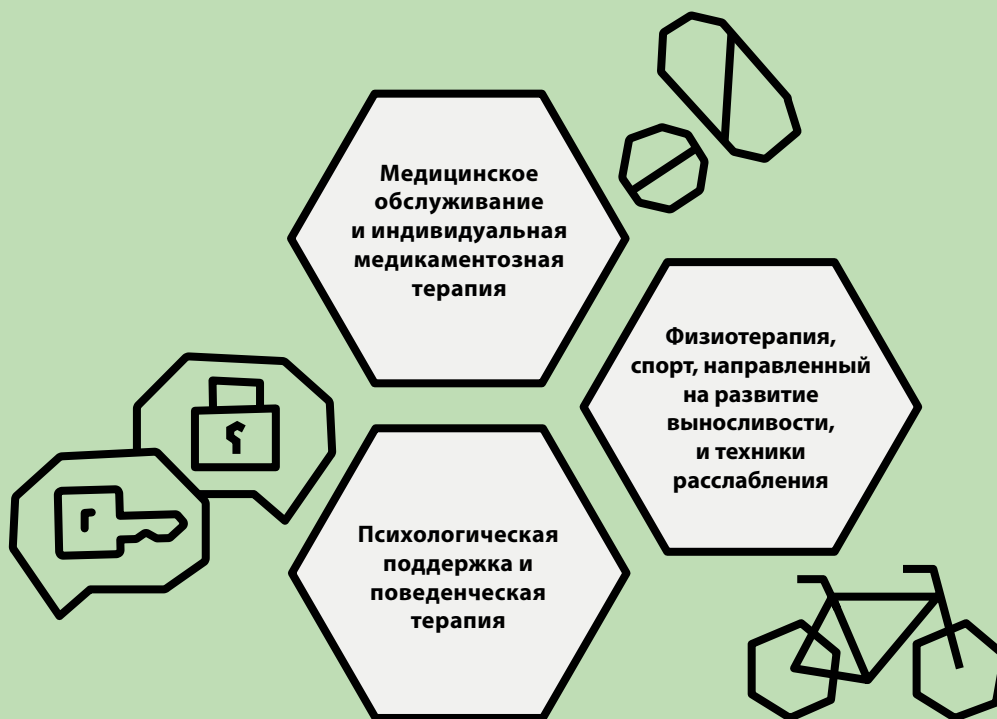 Медицинское
обслуживание
и индивидуальная
медикаментозная
терапия
Физиотерапия,
спорт, направленный
на развитие
выносливости,
и техники
расслабления
Психологическая
поддержка и
поведенческая
терапия